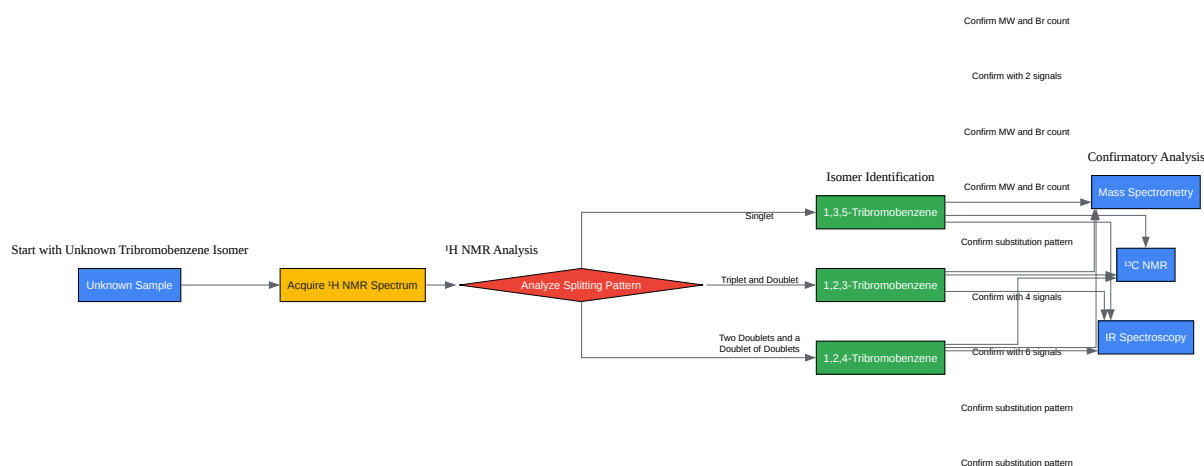 Confirm MW and Br count
Confirm with 2 signals
Confirm MW and Br count
Confirmatory Analysis
Isomer Identification
Confirm MW and Br count
Mass Spectrometry
1,3,5-Tribromobenzene
Singlet
Start with Unknown Tribromobenzene Isomer
¹H NMR Analysis
Confirm substitution pattern
¹³C NMR
Unknown Sample
Acquire ¹H NMR Spectrum
Analyze Splitting Pattern
Triplet and Doublet
1,2,3-Tribromobenzene
Confirm with 4 signals
IR Spectroscopy
Two Doublets and a
Doublet of Doublets
1,2,4-Tribromobenzene
Confirm with 6 signals
Confirm substitution pattern
Confirm substitution pattern